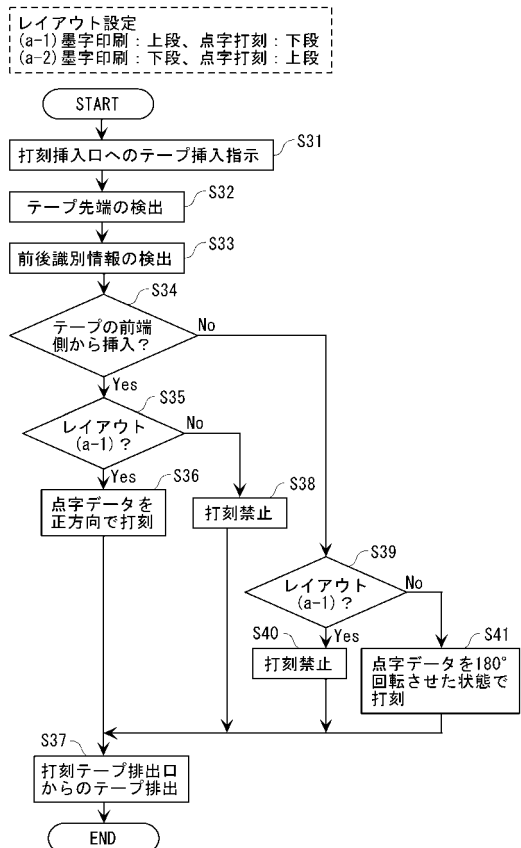 レイアウト設定
(a-1)墨字印刷：上段、点字打刻：下段
(a-2)墨字印刷：下段、点字打刻：上段
START
S31
打刻挿入口へのテープ挿入指示
S32
テープ先端の検出
S33
前後識別情報の検出
S34
テープの前端
側から挿入？
No
Yes
S35
レイアウト
(a-1)？
No
Yes
S36
点字データを
正方向で打刻
S38
打刻禁止
S39
レイアウト
(a-1)？
No
Yes
S40
打刻禁止
S41
点字データを180°
回転させた状態で
打刻
S37
打刻テープ排出口
からのテープ排出
END